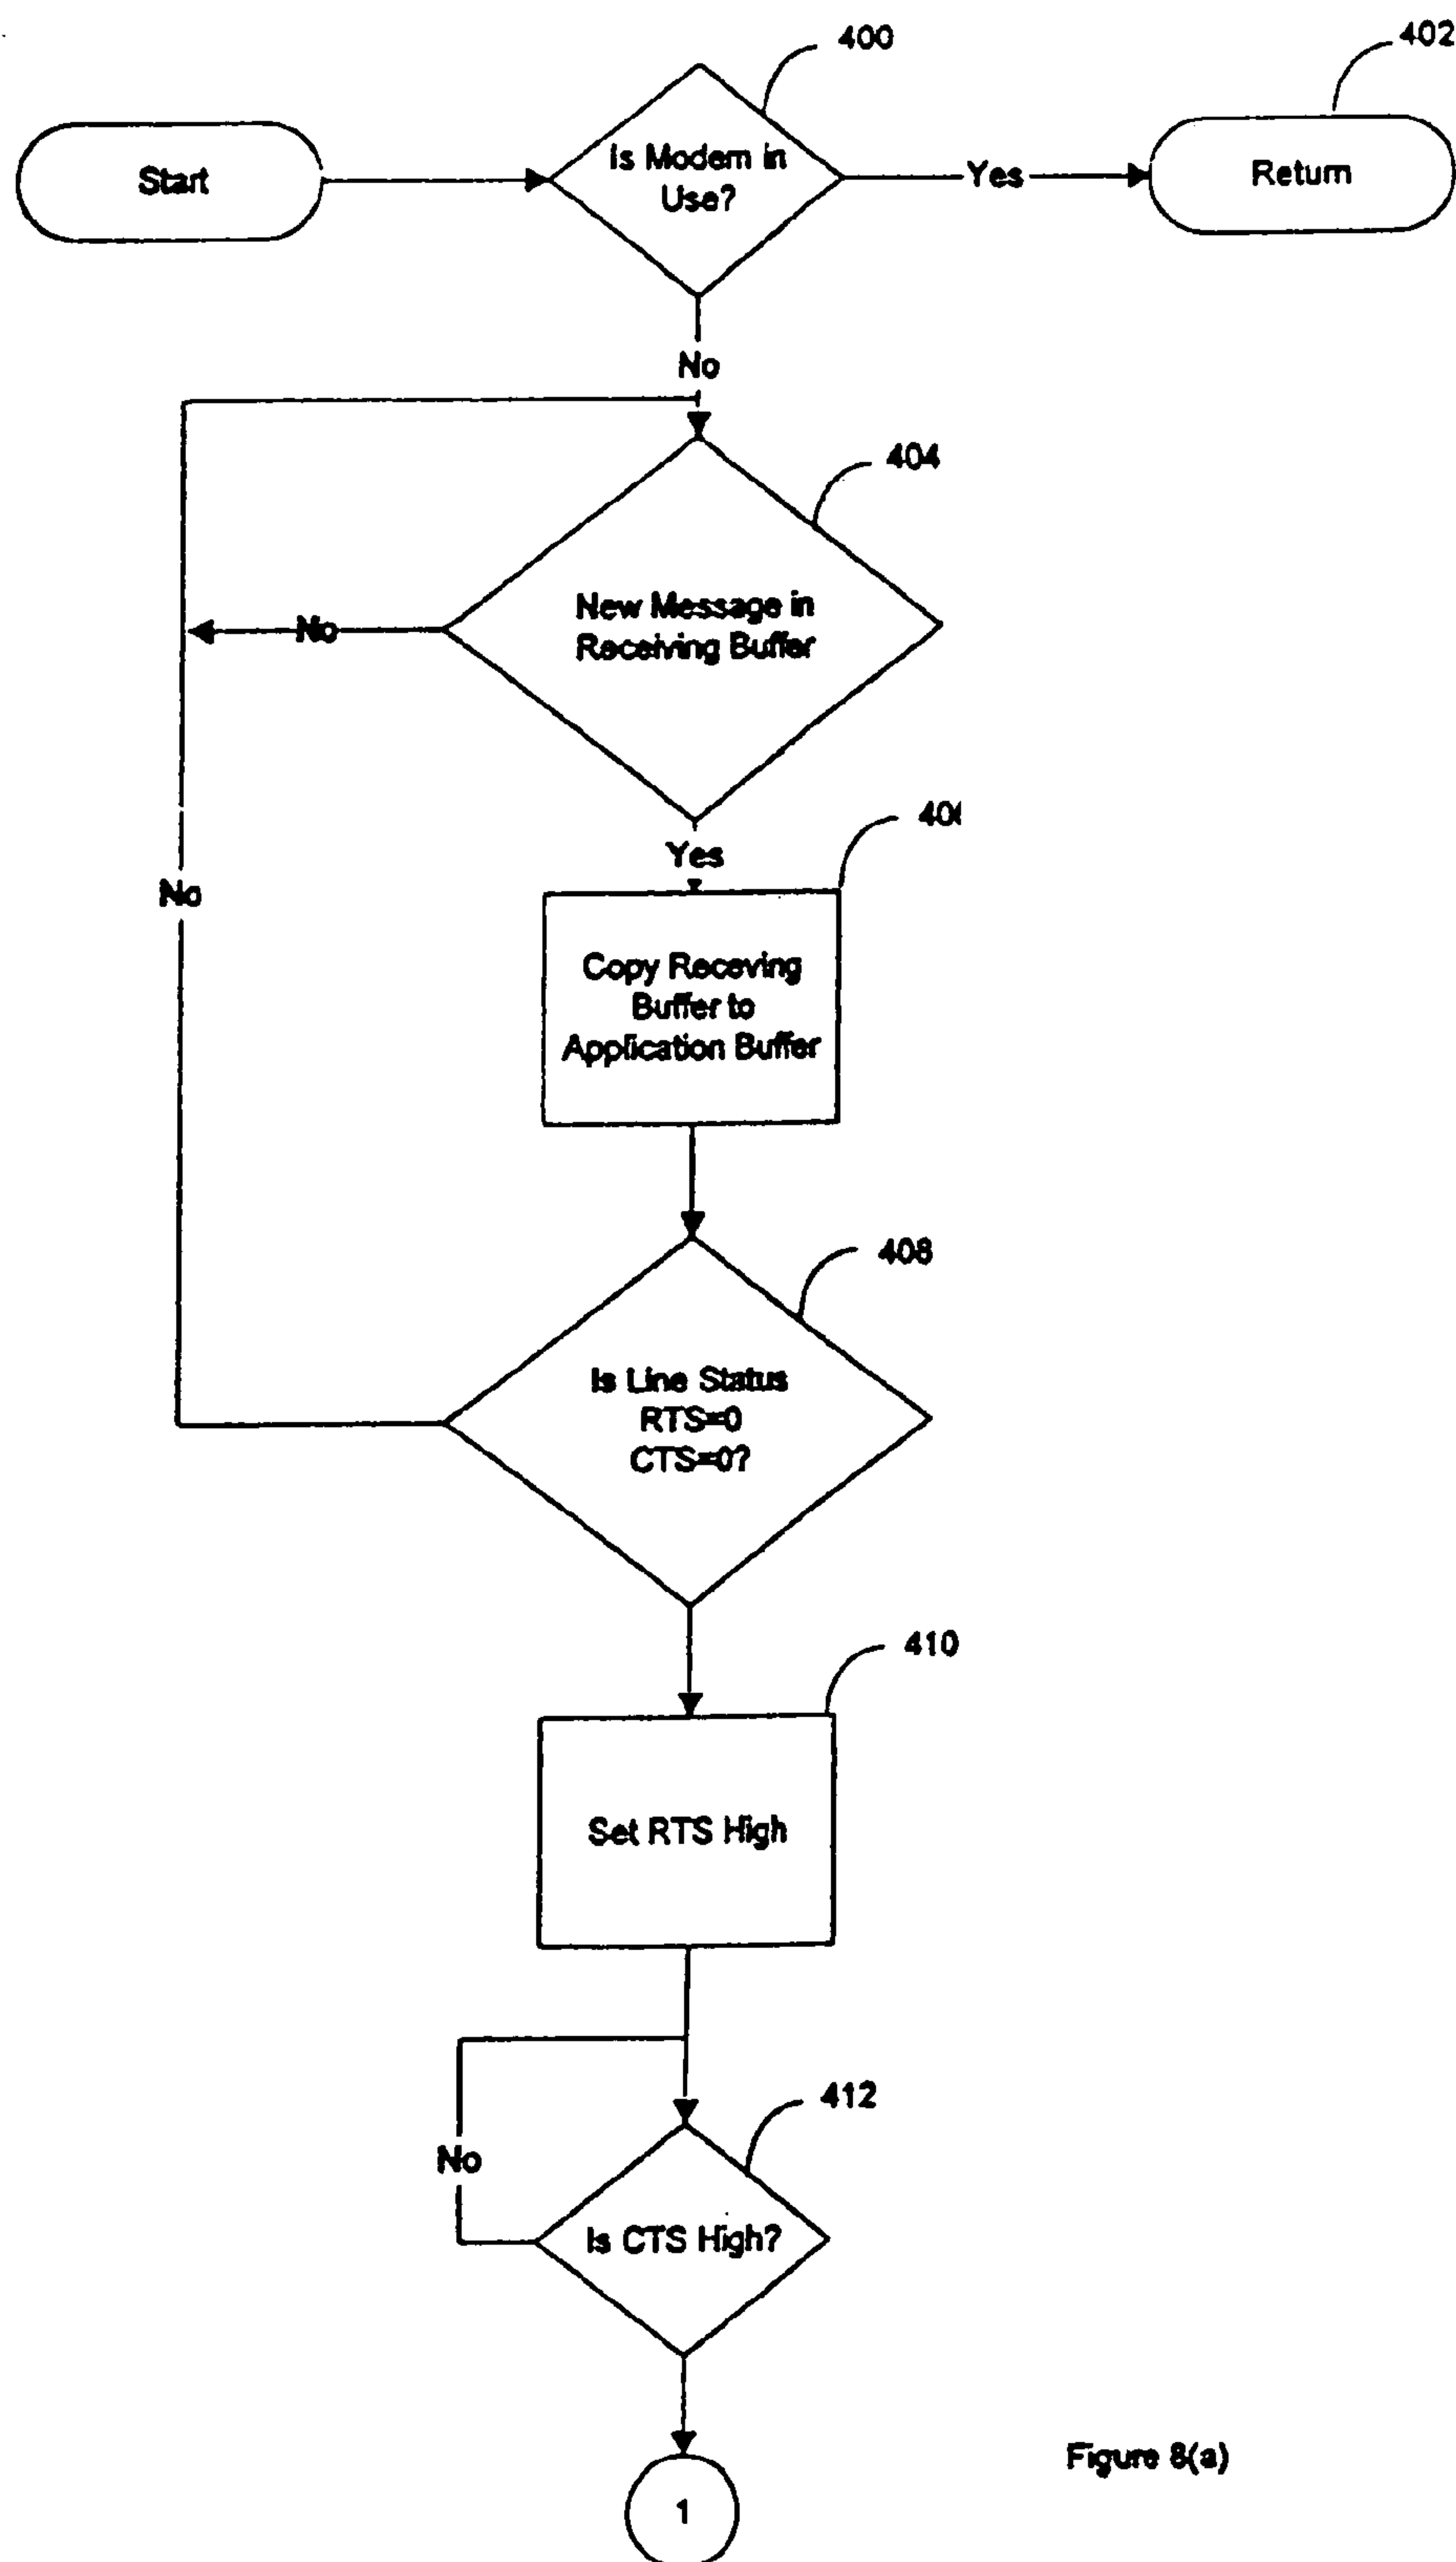 400
402
Start
Is Modem in
Use?
Yes
Return
No
404
New Message in
Receiving Buffer
No
Yes
No
Copy Receving
Buffer to
Application Buffer
408
Is Line Status
RTS=0
CTS=0?
410
Set RTS High
412
No
Is CTS High?
1
Figure 8(a)